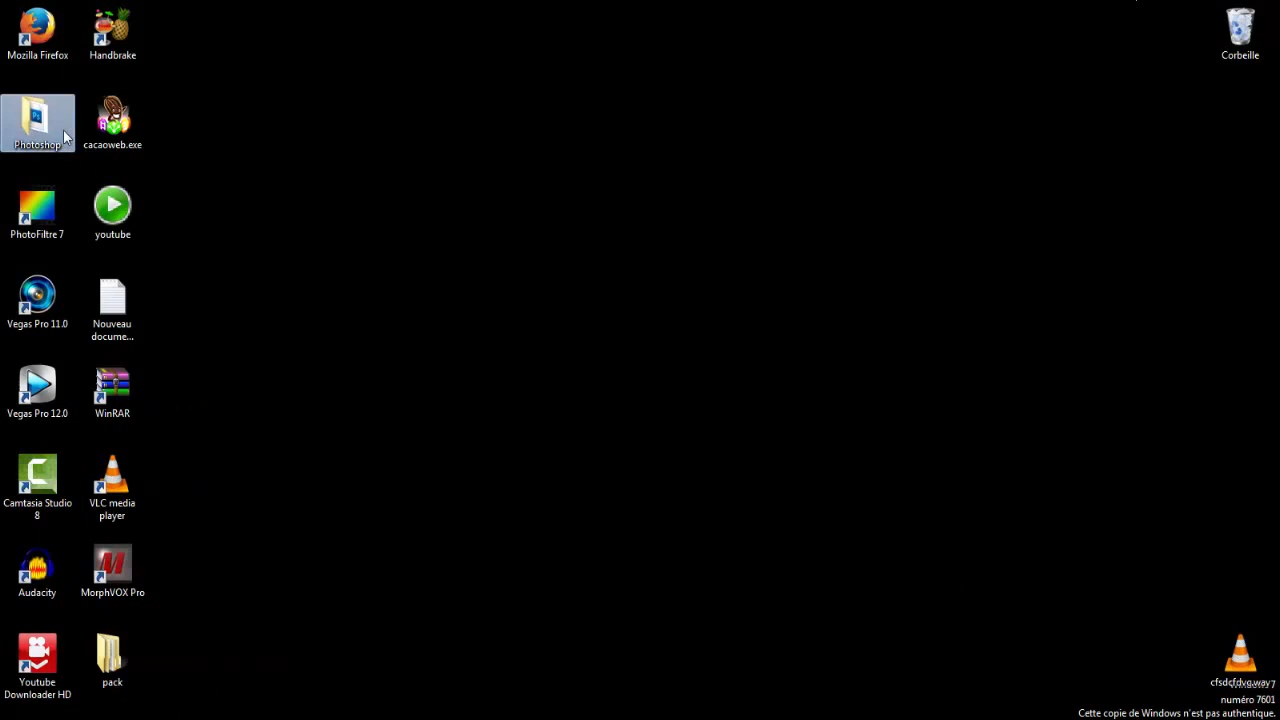 Mozilla Firefox
Handbrake
Corbeille
Photoshop
cacaoweb.exe
PhotoFiltre 7
youtube
Vegas Pro 11.0
Nouveau
docume...
Vegas Pro 12.0
WinRAR
Camtasia Studio
8
VLC media
player
Audacity
MorphVOX Pro
Youtube
Downloader HD
pack
numéro 7601
Cette copie de Windows n'est pas authentique.